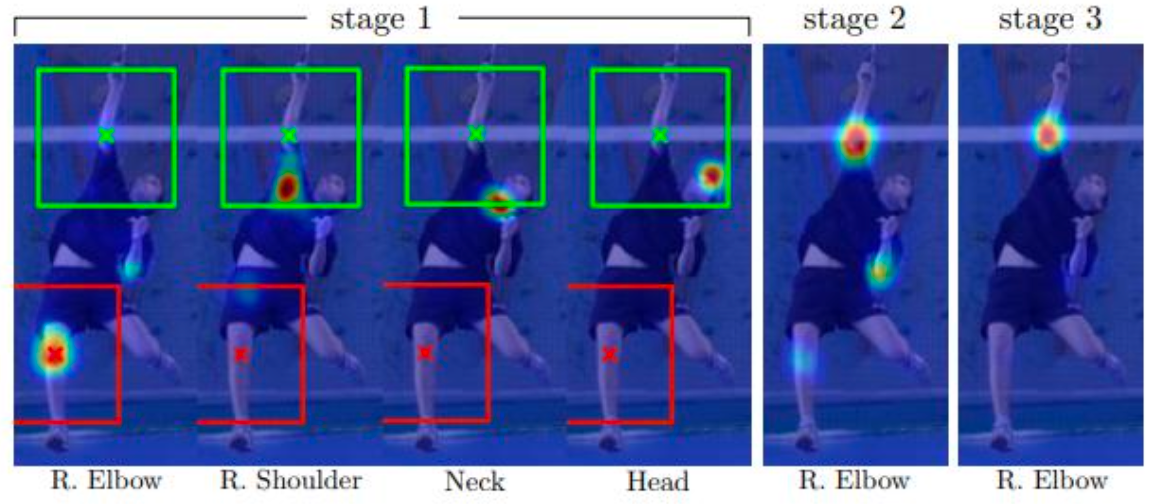 stage 1 stage 2 stage 3
R. Elbow R. Shoulder Neck Head R. Elbow R. Elbow